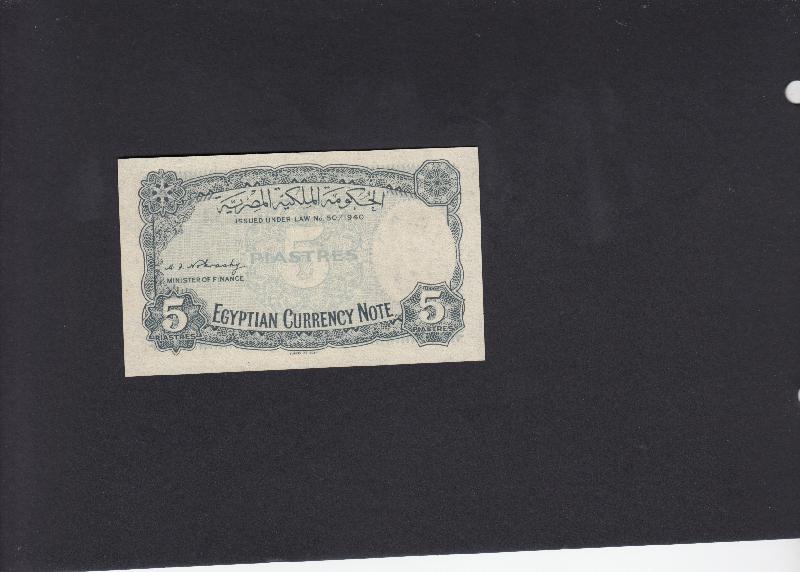 الحكومة الملكية المصرية
ISSUED UNDER LAW No. 50/1940
5
PIASTRES
M. F. Nokrashy
MINISTER OF FINANCE
EGYPTIAN CURRENCY NOTE
5
PIASTRES
5
PIASTRES